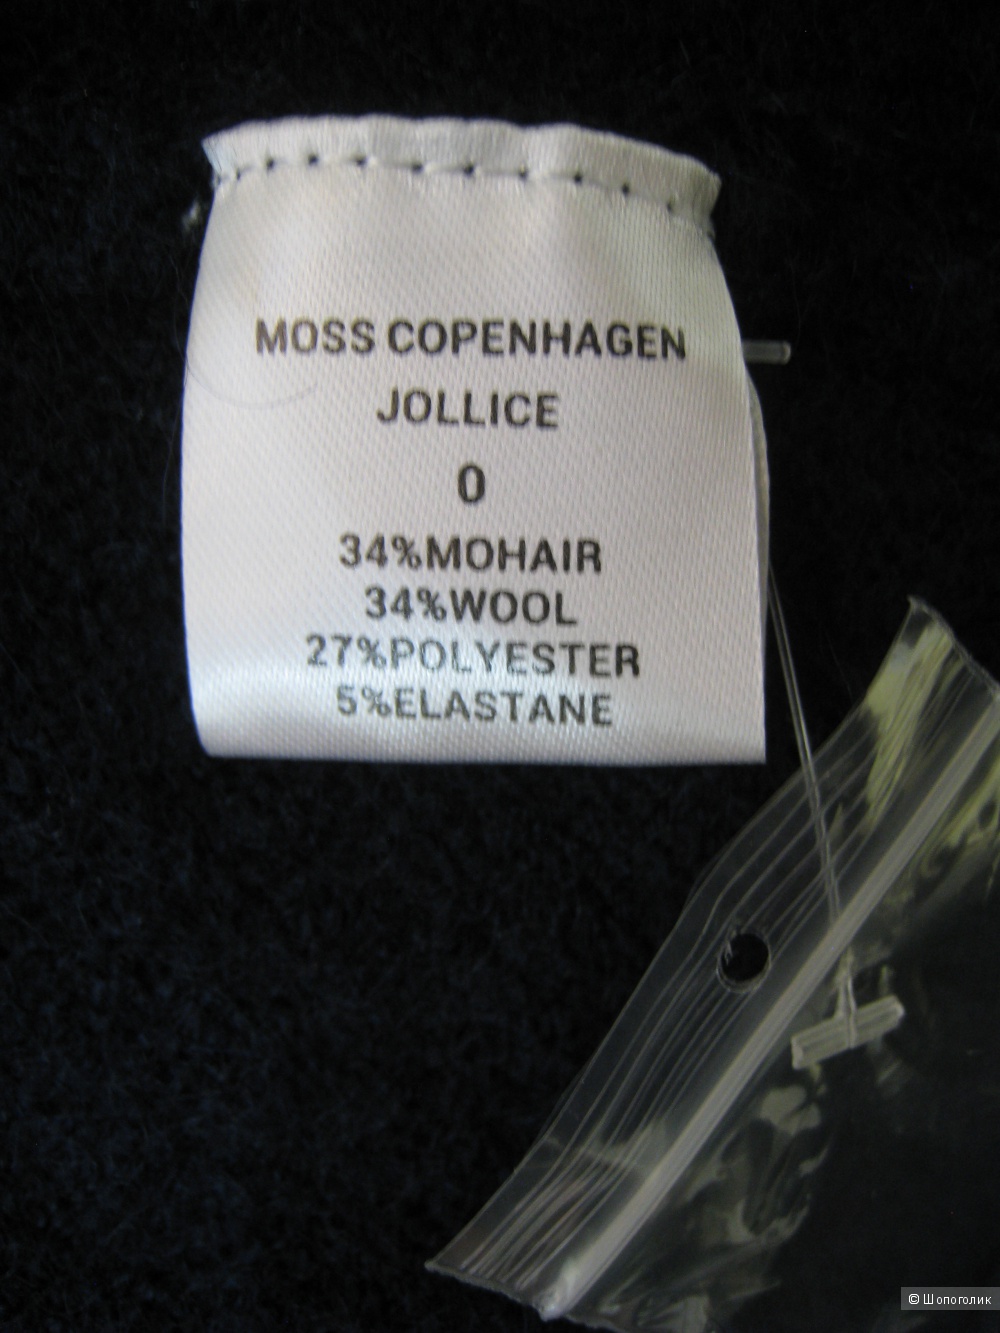 MOSS COPENHAGEN
JOLLICE
0
34%MOHAIR
34%WOOL
27%POLYESTER
5%ELASTANE
© Шопоголик